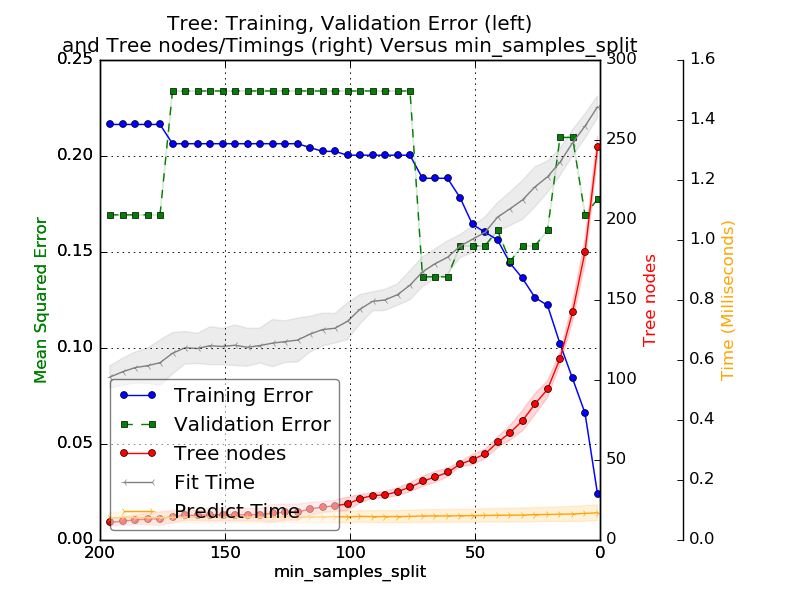 Tree: Training, Validation Error (left)
and Tree nodes/Timings (right) Versus min_samples_split
0.25
0.20
0.15
0.10
0.05
0.00
Mean Squared Error
200
150
100
50
0
min_samples_split
300
250
200
150
100
50
0
Tree nodes
1.6
1.4
1.2
1.0
0.8
0.6
0.4
0.2
0.0
Time (Milliseconds)
Training Error
Validation Error
Tree nodes
Fit Time
Predict Time